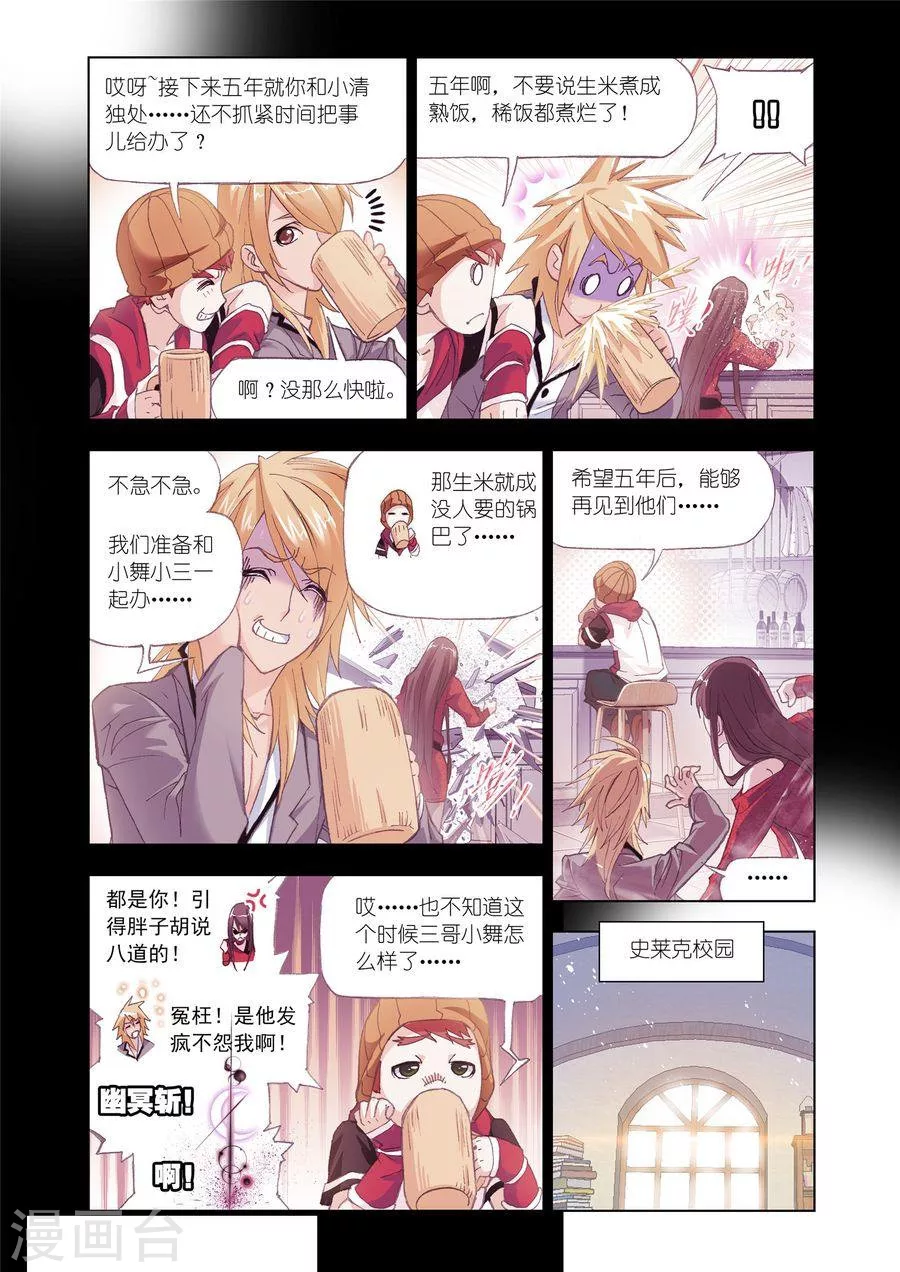 哎呀~接下来五年就你和小清
独处……还不抓紧时间把事
儿给办了？
啊？没那么快啦。
五年啊，不要说生米煮成
熟饭，稀饭都煮烂了！
!!
噗！
啪！
不急不急。
我们准备和
小舞小三一
起办……
那生米就成
没人要的锅
巴了……
希望五年后，能够
再见到他们……
……
都是你！引
得胖子胡说
八道的！
冤枉！是他发
疯不怨我啊！
幽冥斩！
啊！
哎……也不知道这
个时候三哥小舞怎
么样了……
史莱克校园
漫画台